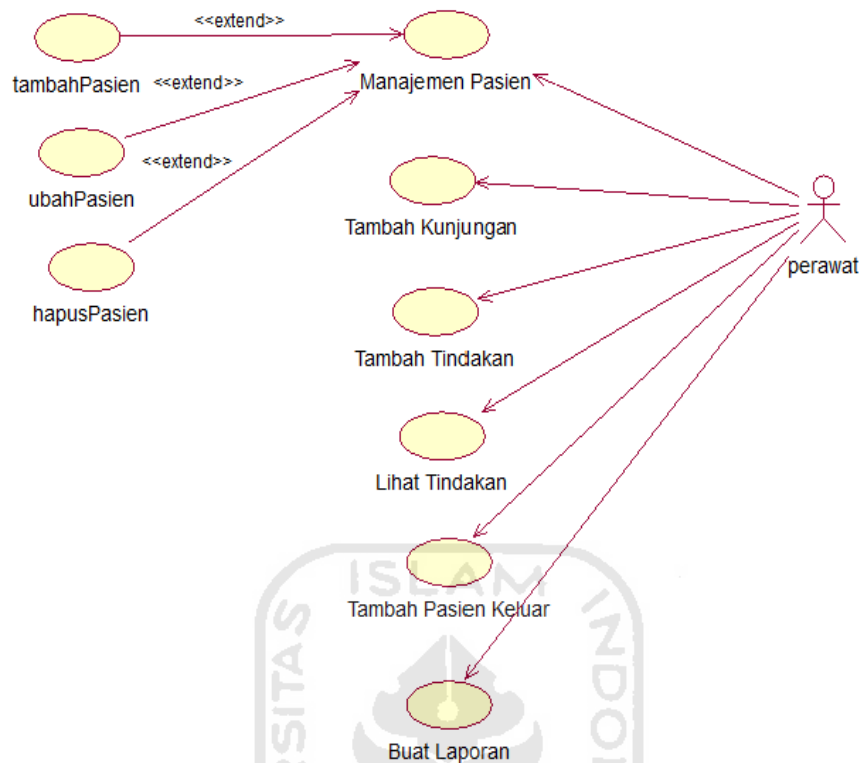 <<extend>>
tambahPasien
<<extend>>
Manajemen Pasien
<<extend>>
ubahPasien
Tambah Kunjungan
perawat
hapusPasien
Tambah Tindakan
Lihat Tindakan
ISLAM
Tambah Pasien Keluar
Buat Laporan